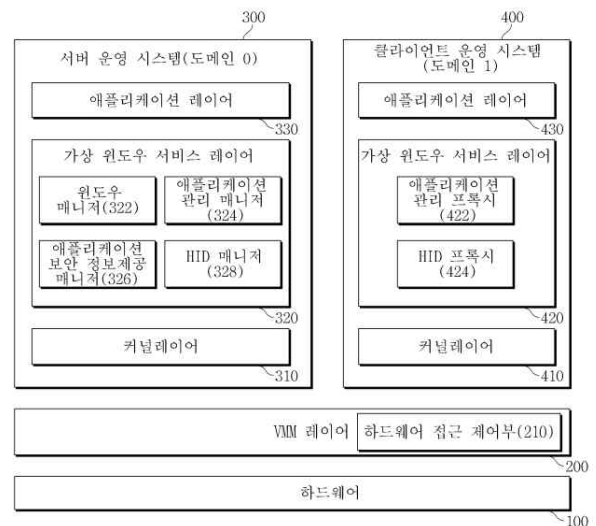 300
서버 운영 시스템(도메인 0)
애플리케이션 레이어
330
가상 윈도우 서비스 레이어
윈도우
매니저(322)
애플리케이션
관리 매니저
(324)
애플리케이션
보안 정보제공
매니저(326)
HID 매니저
(328)
320
커널레이어
310
400
클라이언트 운영 시스템
(도메인 1)
애플리케이션 레이어
430
가상 윈도우 서비스 레이어
애플리케이션
관리 프록시
(422)
HID 프록시
(424)
420
커널레이어
410
VMM 레이어
하드웨어 접근 제어부(210)
200
하드웨어
100